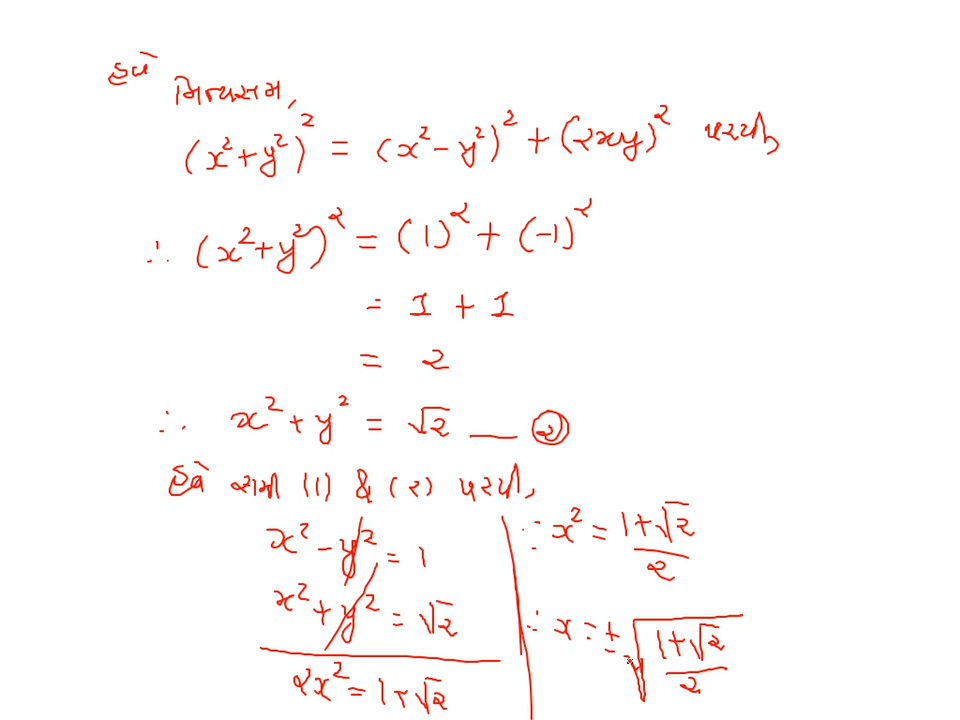 હવે
નિત્યસમ,
(x² + y²)² = (x² - y²)² + (2xy)² પરથી,
∴ (x² + y²)² = (1)² + (-1)²
= 1 + 1
= 2
∴ x² + y² = √2 — ②
હવે સમી (1) & (2) પરથી,
x² - y² = 1
x² + y² = √2
2x² = 1 + √2
∵ x² = (1 + √2)/2
∵ x = ± √((1 + √2)/2)